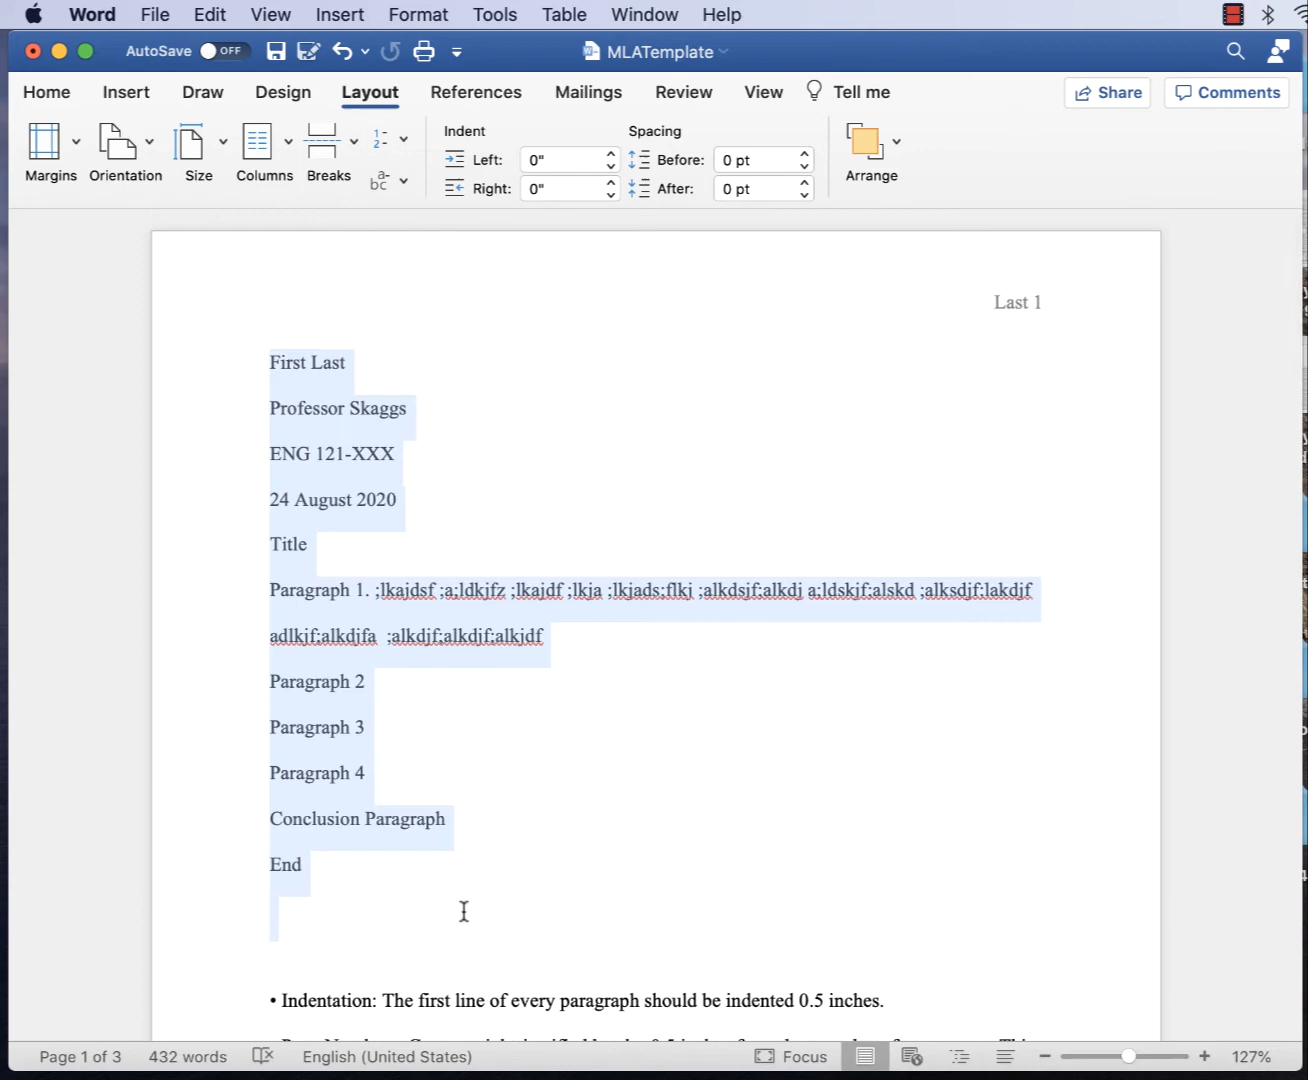 Word File Edit View Insert Format Tools Table Window Help
AutoSave OFF MLATemplate
Home Insert Draw Design Layout References Mailings Review View Tell me Share Comments
Indent Spacing
Left: 0" Before: 0 pt
Right: 0" After: 0 pt
Margins Orientation Size Columns Breaks Arrange
Last 1
First Last
Professor Skaggs
ENG 121-XXX
24 August 2020
Title
Paragraph 1. ;lkajdsf ;a;ldkjfz ;lkajdf ;lkja ;lkjads;flkj ;alkdsjf;alkdj a;ldskjf;alskd ;alksdjf;lakdjf
adlkjf;alkdjfa ;alkdjf;alkdjf;alkjdf
Paragraph 2
Paragraph 3
Paragraph 4
Conclusion Paragraph
End
• Indentation: The first line of every paragraph should be indented 0.5 inches.
Page 1 of 3 432 words English (United States) Focus 127%